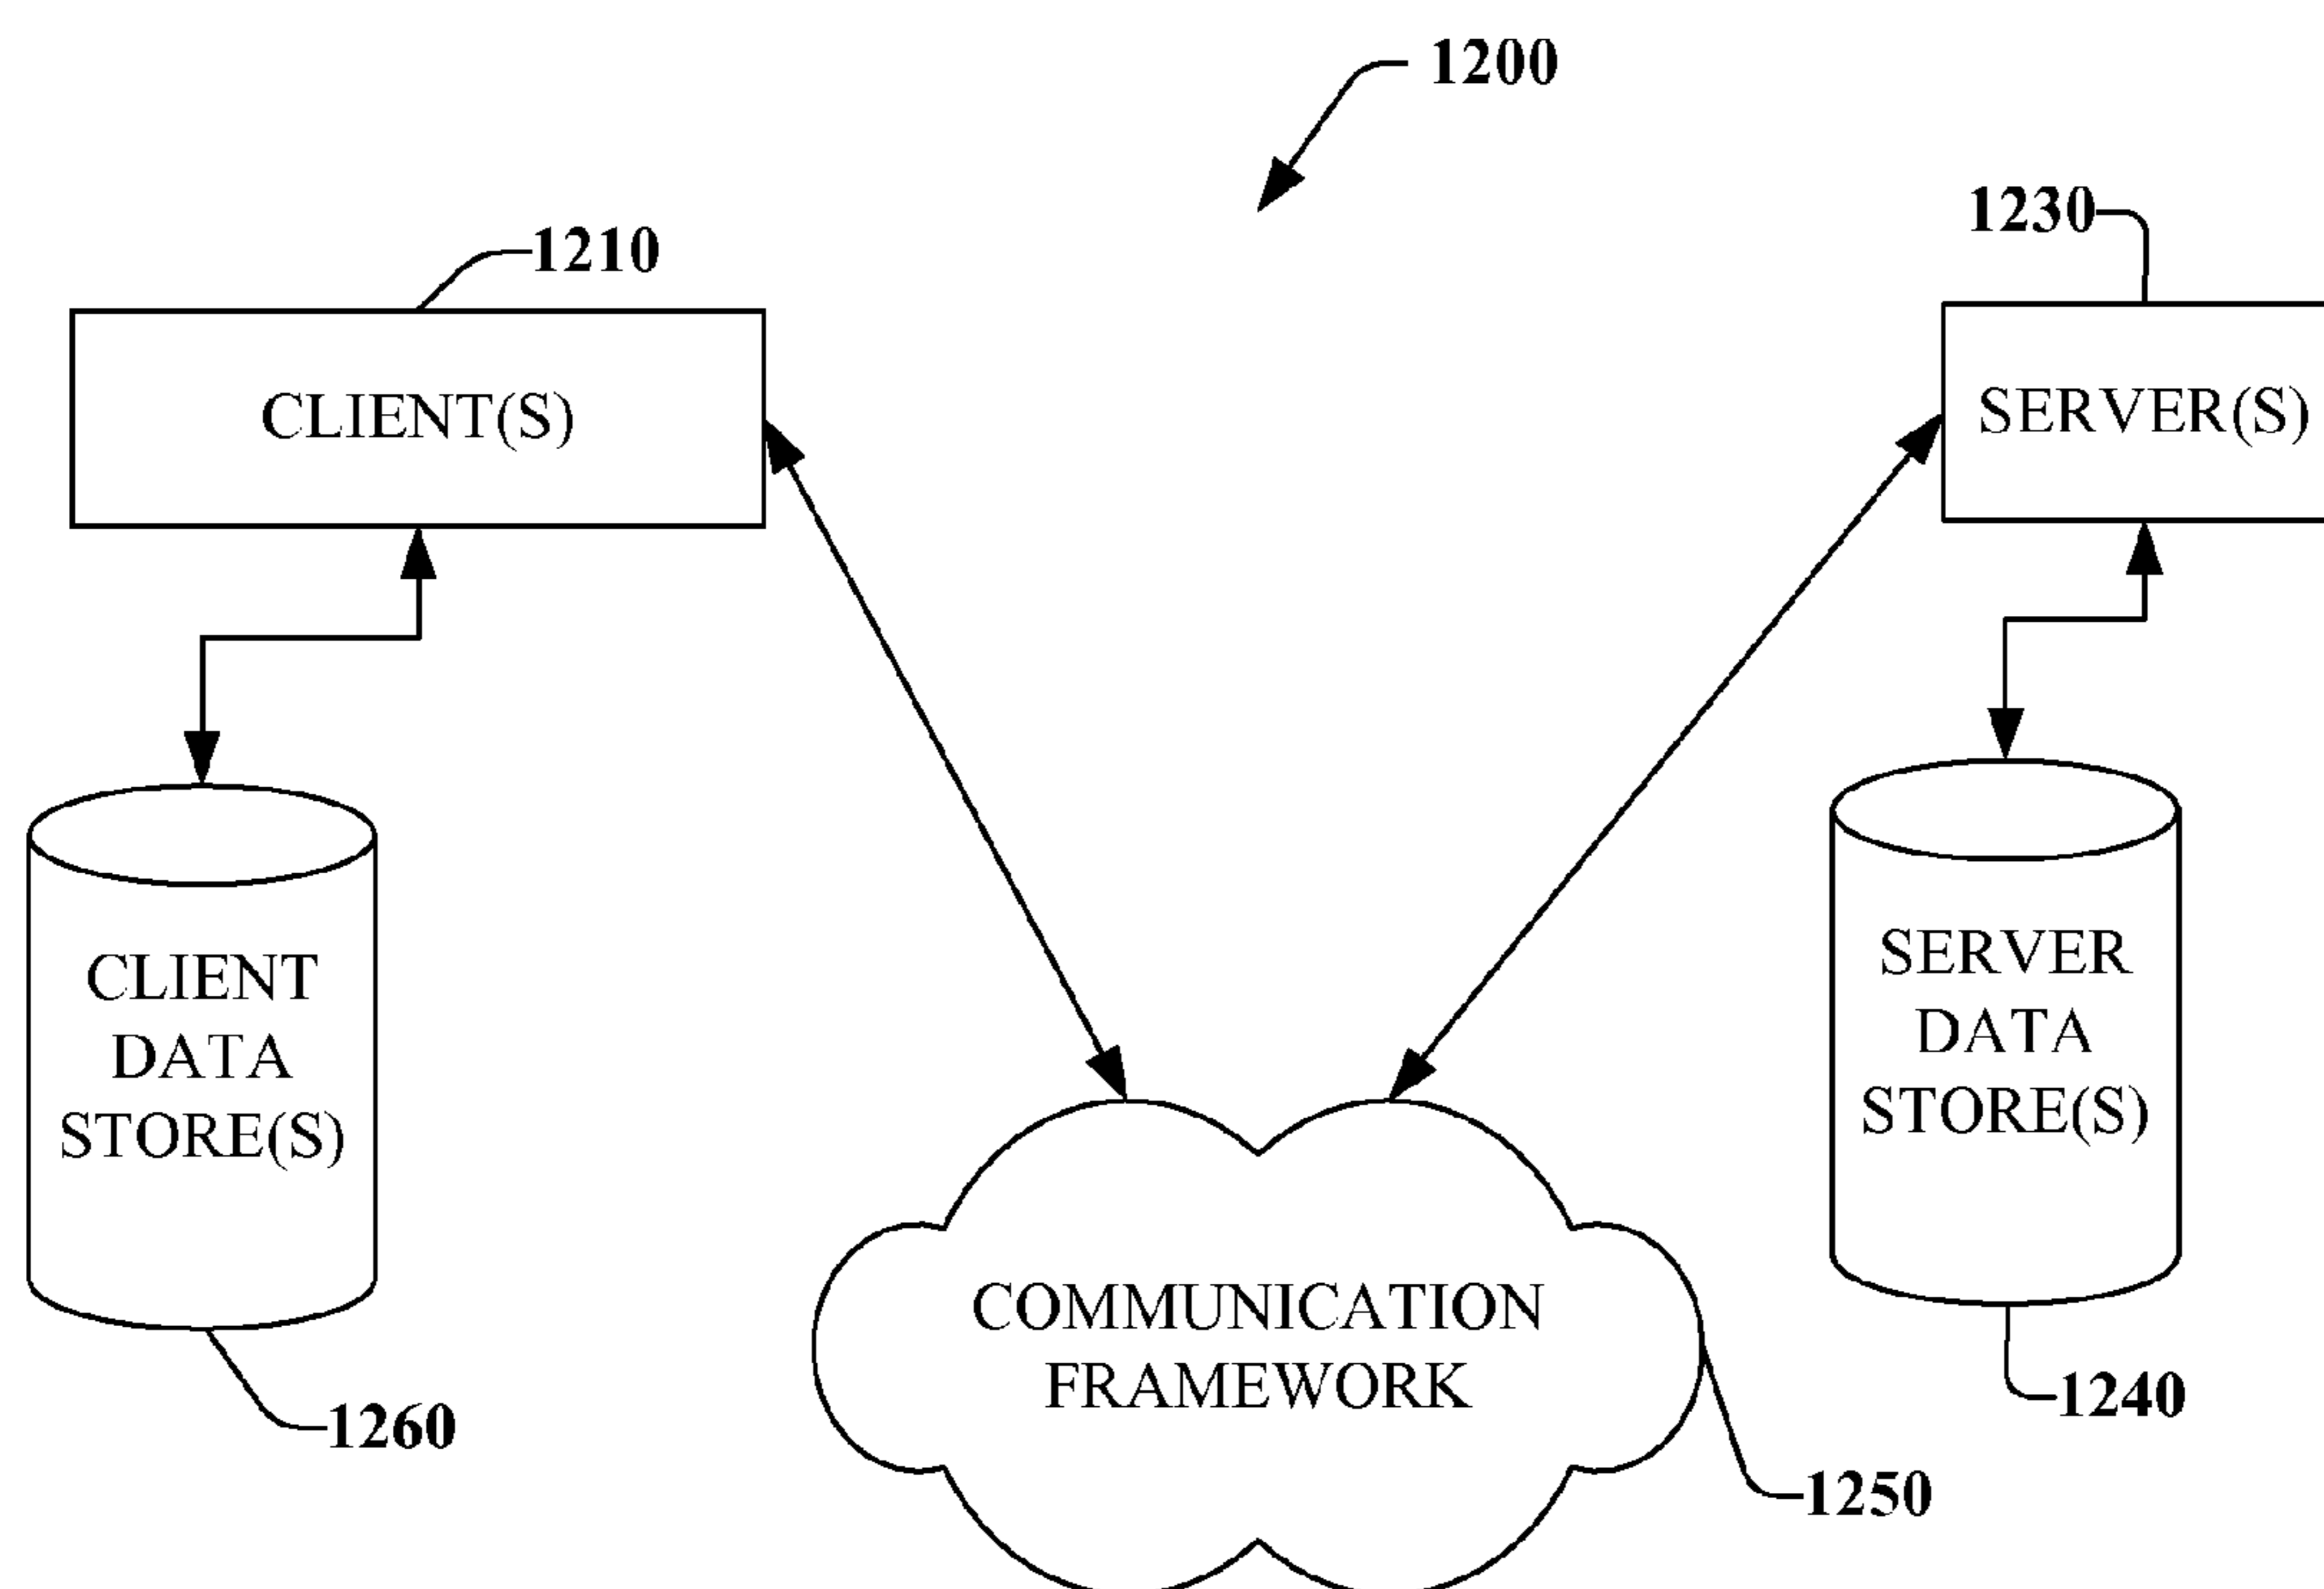 1200
1210
1230
CLIENT(S)
SERVER(S)
CLIENT
DATA
STORE(S)
SERVER
DATA
STORE(S)
COMMUNICATION
FRAMEWORK
1260
1240
1250